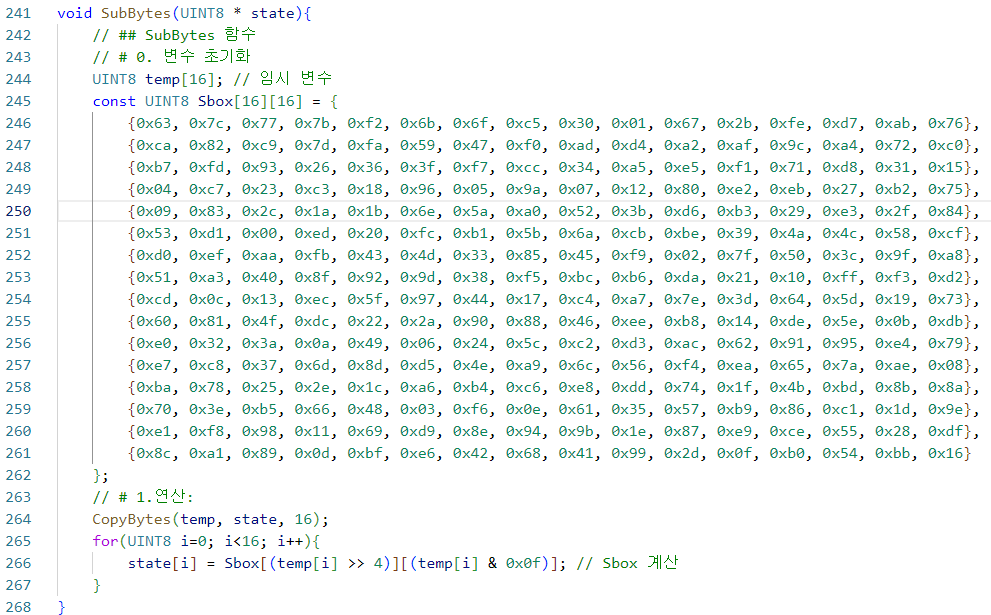 241 void SubBytes(UINT8 * state){
242     // ## SubBytes 함수
243     // # 0. 변수 초기화
244     UINT8 temp[16]; // 임시 변수
245     const UINT8 Sbox[16][16] = {
246         {0x63, 0x7c, 0x77, 0x7b, 0xf2, 0x6b, 0x6f, 0xc5, 0x30, 0x01, 0x67, 0x2b, 0xfe, 0xd7, 0xab, 0x76},
247         {0xca, 0x82, 0xc9, 0x7d, 0xfa, 0x59, 0x47, 0xf0, 0xad, 0xd4, 0xa2, 0xaf, 0x9c, 0xa4, 0x72, 0xc0},
248         {0xb7, 0xfd, 0x93, 0x26, 0x36, 0x3f, 0xf7, 0xcc, 0x34, 0xa5, 0xe5, 0xf1, 0x71, 0xd8, 0x31, 0x15},
249         {0x04, 0xc7, 0x23, 0xc3, 0x18, 0x96, 0x05, 0x9a, 0x07, 0x12, 0x80, 0xe2, 0xeb, 0x27, 0xb2, 0x75},
250         {0x09, 0x83, 0x2c, 0x1a, 0x1b, 0x6e, 0x5a, 0xa0, 0x52, 0x3b, 0xd6, 0xb3, 0x29, 0xe3, 0x2f, 0x84},
251         {0x53, 0xd1, 0x00, 0xed, 0x20, 0xfc, 0xb1, 0x5b, 0x6a, 0xcb, 0xbe, 0x39, 0x4a, 0x4c, 0x58, 0xcf},
252         {0xd0, 0xef, 0xaa, 0xfb, 0x43, 0x4d, 0x33, 0x85, 0x45, 0xf9, 0x02, 0x7f, 0x50, 0x3c, 0x9f, 0xa8},
253         {0x51, 0xa3, 0x40, 0x8f, 0x92, 0x9d, 0x38, 0xf5, 0xbc, 0xb6, 0xda, 0x21, 0x10, 0xff, 0xf3, 0xd2},
254         {0xcd, 0x0c, 0x13, 0xec, 0x5f, 0x97, 0x44, 0x17, 0xc4, 0xa7, 0x7e, 0x3d, 0x64, 0x5d, 0x19, 0x73},
255         {0x60, 0x81, 0x4f, 0xdc, 0x22, 0x2a, 0x90, 0x88, 0x46, 0xee, 0xb8, 0x14, 0xde, 0x5e, 0x0b, 0xdb},
256         {0xe0, 0x32, 0x3a, 0x0a, 0x49, 0x06, 0x24, 0x5c, 0xc2, 0xd3, 0xac, 0x62, 0x91, 0x95, 0xe4, 0x79},
257         {0xe7, 0xc8, 0x37, 0x6d, 0x8d, 0xd5, 0x4e, 0xa9, 0x6c, 0x56, 0xf4, 0xea, 0x65, 0x7a, 0xae, 0x08},
258         {0xba, 0x78, 0x25, 0x2e, 0x1c, 0xa6, 0xb4, 0xc6, 0xe8, 0xdd, 0x74, 0x1f, 0x4b, 0xbd, 0x8b, 0x8a},
259         {0x70, 0x3e, 0xb5, 0x66, 0x48, 0x03, 0xf6, 0x0e, 0x61, 0x35, 0x57, 0xb9, 0x86, 0xc1, 0x1d, 0x9e},
260         {0xe1, 0xf8, 0x98, 0x11, 0x69, 0xd9, 0x8e, 0x94, 0x9b, 0x1e, 0x87, 0xe9, 0xce, 0x55, 0x28, 0xdf},
261         {0x8c, 0xa1, 0x89, 0x0d, 0xbf, 0xe6, 0x42, 0x68, 0x41, 0x99, 0x2d, 0x0f, 0xb0, 0x54, 0xbb, 0x16}
262     };
263     // # 1.연산:
264     CopyBytes(temp, state, 16);
265     for(UINT8 i=0; i<16; i++){
266         state[i] = Sbox[(temp[i] >> 4)][(temp[i] & 0x0f)]; // Sbox 계산
267     }
268 }